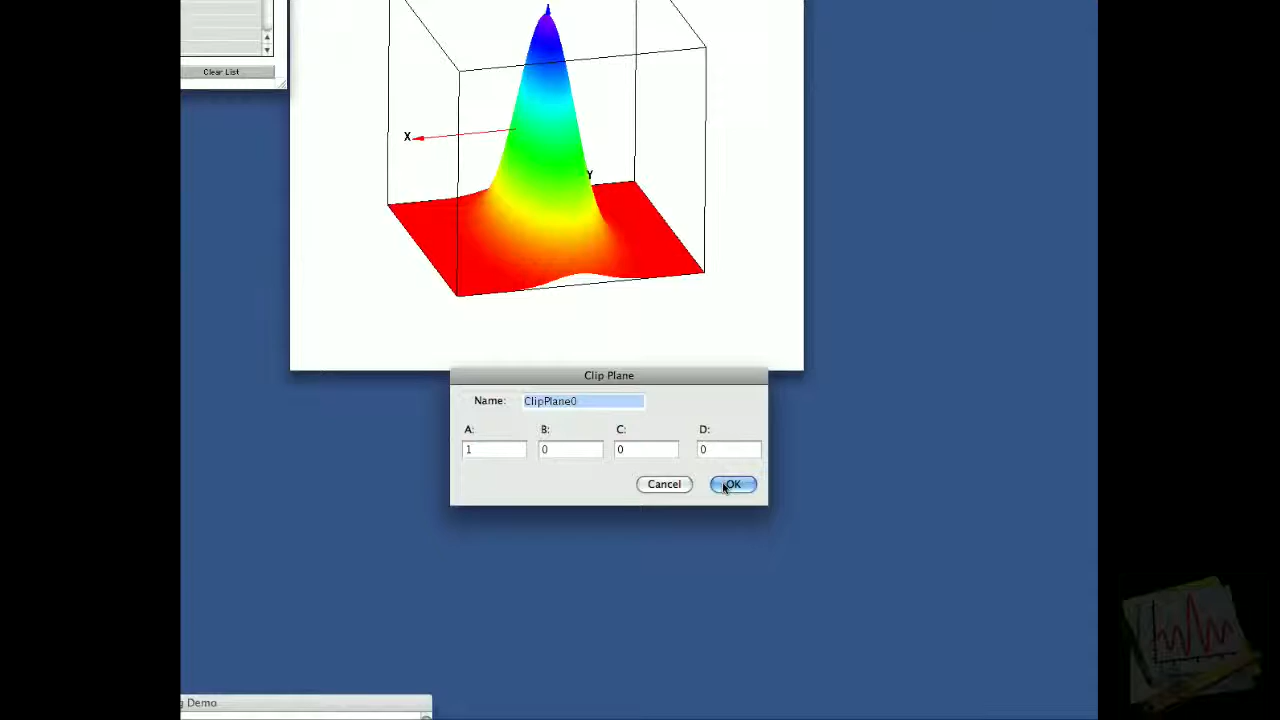 Clear List
X
Y
Clip Plane
Name: ClipPlane0
A: B: C: D:
1 0 0 0
Cancel OK
g Demo